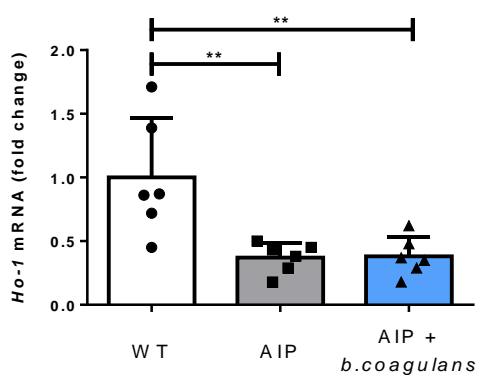 **
**
2.0
1.5
1.0
0.5
0.0
Ho-1 mRNA (fold change)
WT
AIP
AIP +
b.coagulans